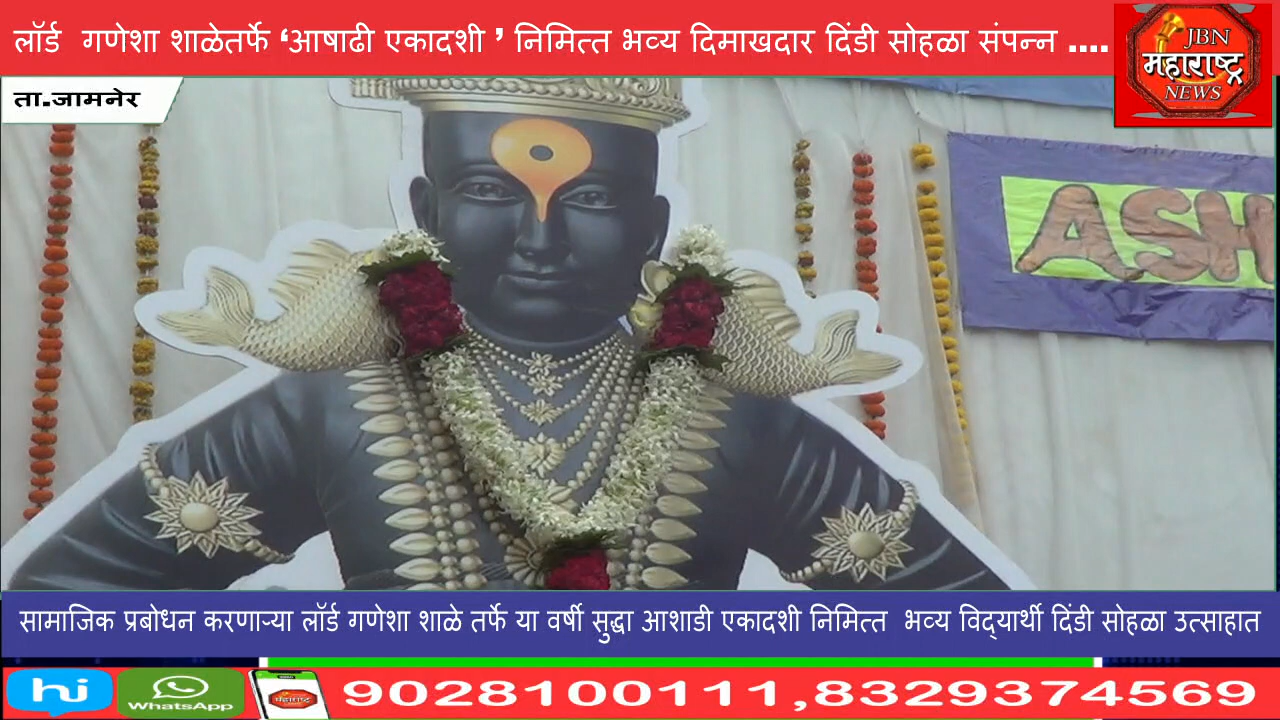 लॉर्ड गणेशा शाळेतर्फे ‘आषाढी एकादशी ’ निमित्त भव्य दिमाखदार दिंडी सोहळा संपन्न ....
JBN
महाराष्ट्र
NEWS
ता.जामनेर
ASH
सामाजिक प्रबोधन करणाऱ्या लॉर्ड गणेशा शाळे तर्फे या वर्षी सुद्धा आशाडी एकादशी निमित्त भव्य विद्यार्थी दिंडी सोहळा उत्साहात
hi
WhatsApp
महाराष्ट्र
9028100111,8329374569